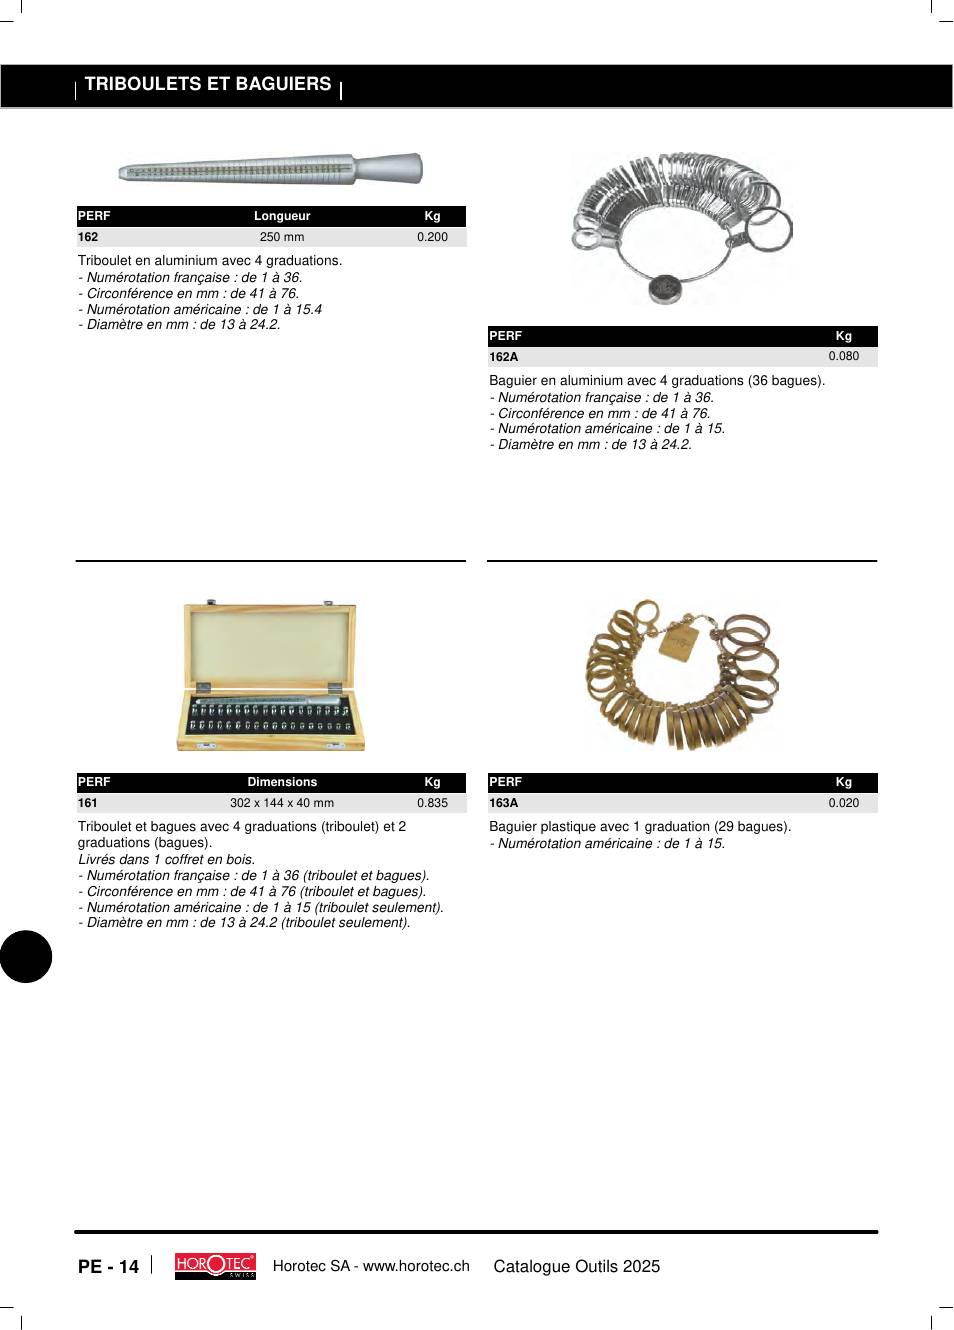 TRIBOULETS ET BAGUIERS
PERF Longueur Kg
162 250 mm 0.200
Triboulet en aluminium avec 4 graduations.
- Numérotation française : de 1 à 36.
- Circonférence en mm : de 41 à 76.
- Numérotation américaine : de 1 à 15.4
- Diamètre en mm : de 13 à 24.2.
PERF Kg
162A 0.080
Baguier en aluminium avec 4 graduations (36 bagues).
- Numérotation française : de 1 à 36.
- Circonférence en mm : de 41 à 76.
- Numérotation américaine : de 1 à 15.
- Diamètre en mm : de 13 à 24.2.
PERF Dimensions Kg
161 302 x 144 x 40 mm 0.835
Triboulet et bagues avec 4 graduations (triboulet) et 2
graduations (bagues).
Livrés dans 1 coffret en bois.
- Numérotation française : de 1 à 36 (triboulet et bagues).
- Circonférence en mm : de 41 à 76 (triboulet et bagues).
- Numérotation américaine : de 1 à 15 (triboulet seulement).
- Diamètre en mm : de 13 à 24.2 (triboulet seulement).
PERF Kg
163A 0.020
Baguier plastique avec 1 graduation (29 bagues).
- Numérotation américaine : de 1 à 15.
PE - 14
HOROTEC®
SWISS
Horotec SA - www.horotec.ch Catalogue Outils 2025